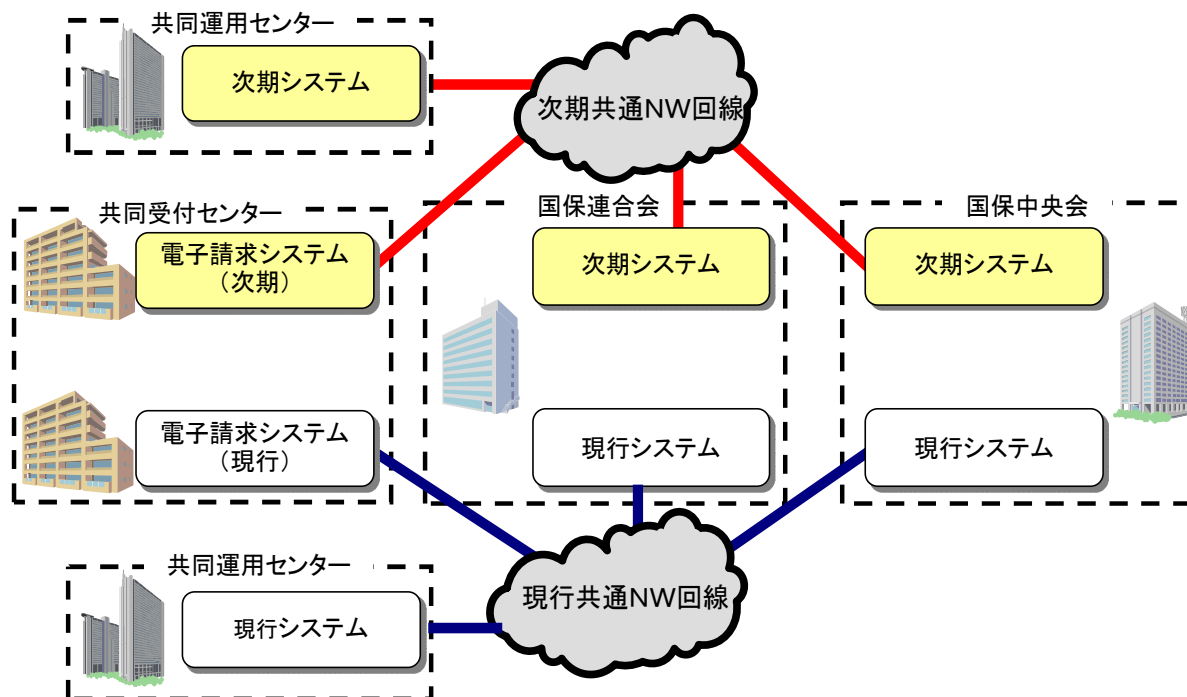 共同運用センター
次期システム
次期共通NW回線
共同受付センター
電子請求システム
（次期）
電子請求システム
（現行）
国保連合会
次期システム
現行システム
国保中央会
次期システム
現行システム
共同運用センター
現行システム
現行共通NW回線